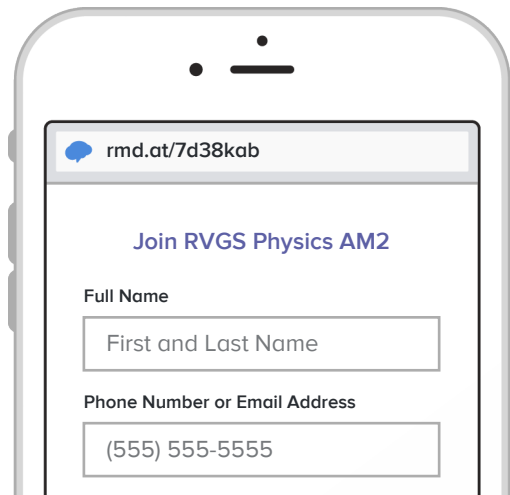 rmd.at/7d38kab
Join RVGS Physics AM2
Full Name
First and Last Name
Phone Number or Email Address
(555) 555-5555